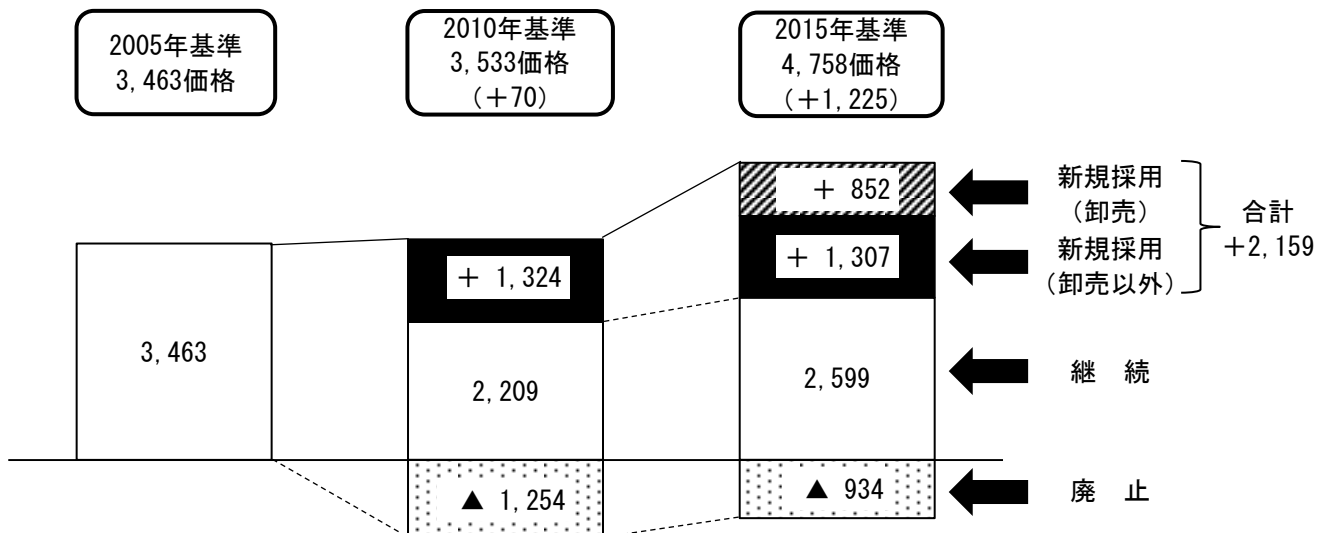 2005年基準
3,463価格
2010年基準
3,533価格
(+70)
2015年基準
4,758価格
(+1,225)
+ 852
新規採用
(卸売)
+ 1,324
+ 1,307
新規採用
(卸売以外)
合計
+2,159
3,463
2,209
2,599
継 続
▲ 1,254
▲ 934
廃 止